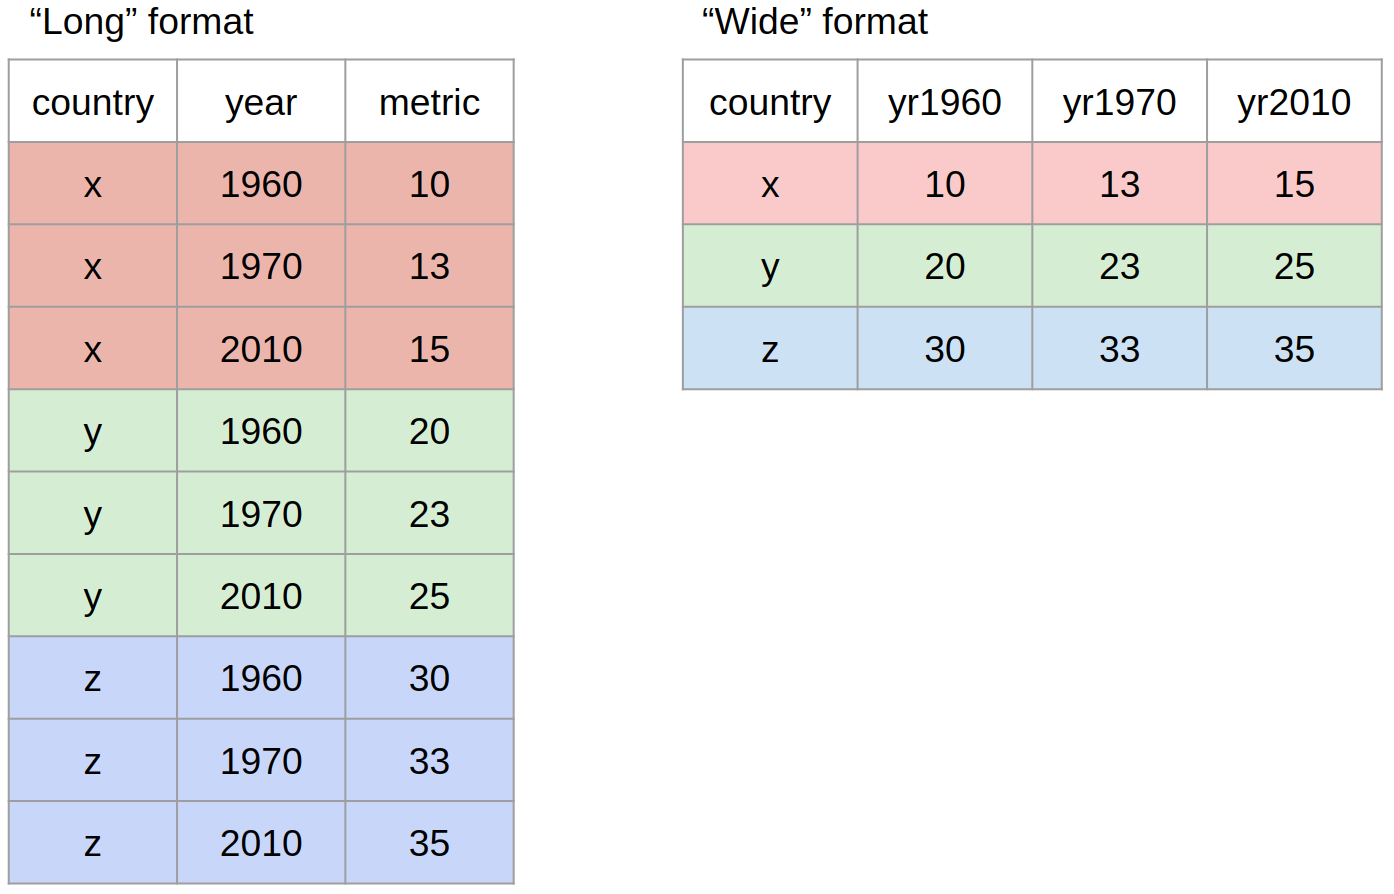 “Long” format
country year metric
x 1960 10
x 1970 13
x 2010 15
y 1960 20
y 1970 23
y 2010 25
z 1960 30
z 1970 33
z 2010 35
“Wide” format
country yr1960 yr1970 yr2010
x 10 13 15
y 20 23 25
z 30 33 35